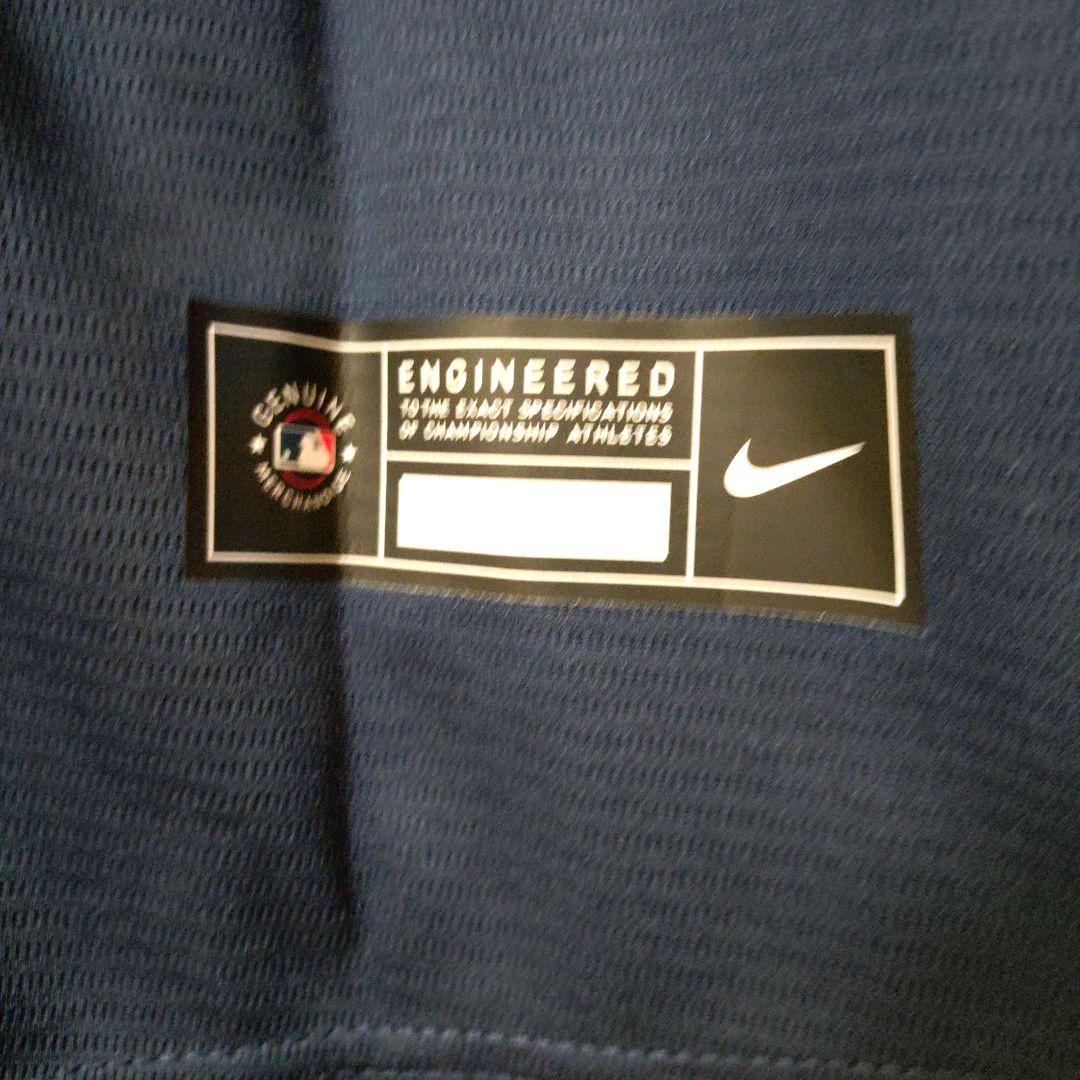 GENUINE
MERCHANDISE
ENGINEERED
TO THE EXACT SPECIFICATIONS
OF CHAMPIONSHIP ATHLETES